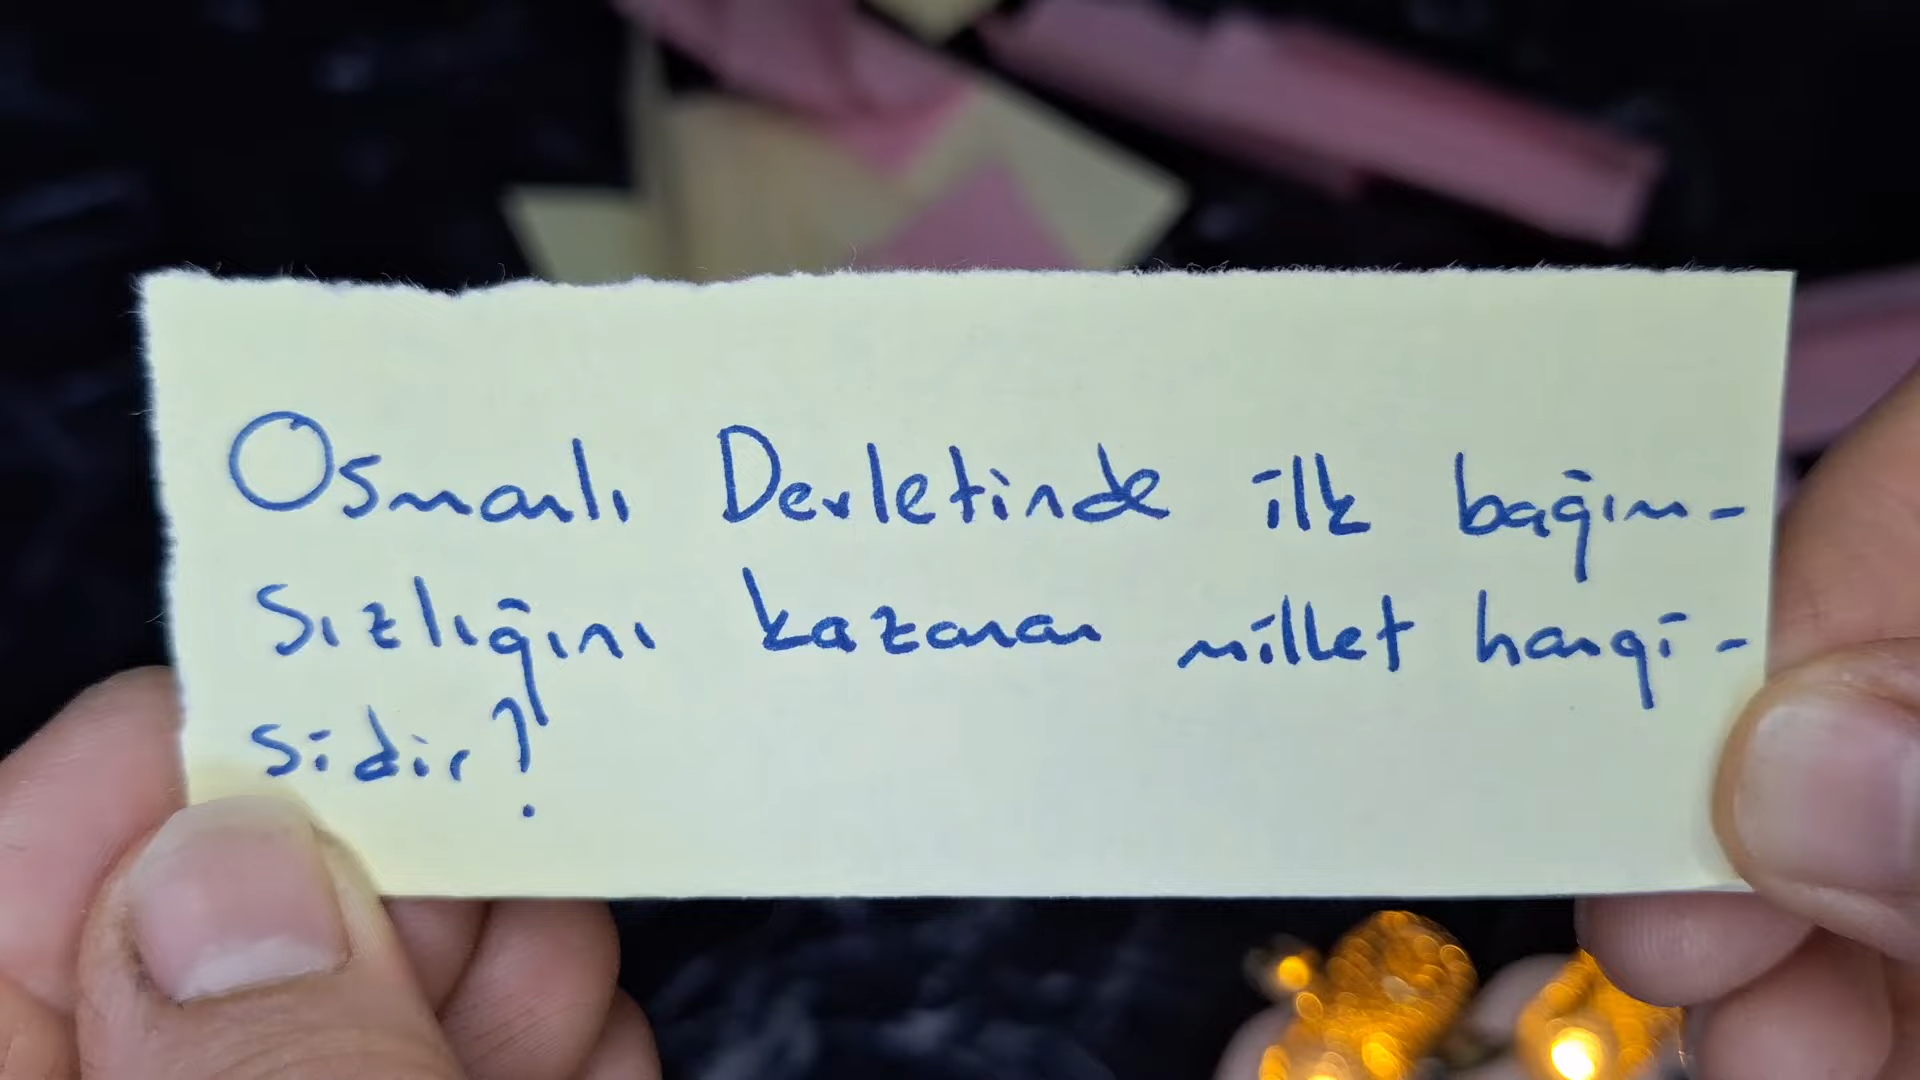 Osmanlı Devletinde ilk bağım-
sızlığını kazanan millet hangi-
sidir?